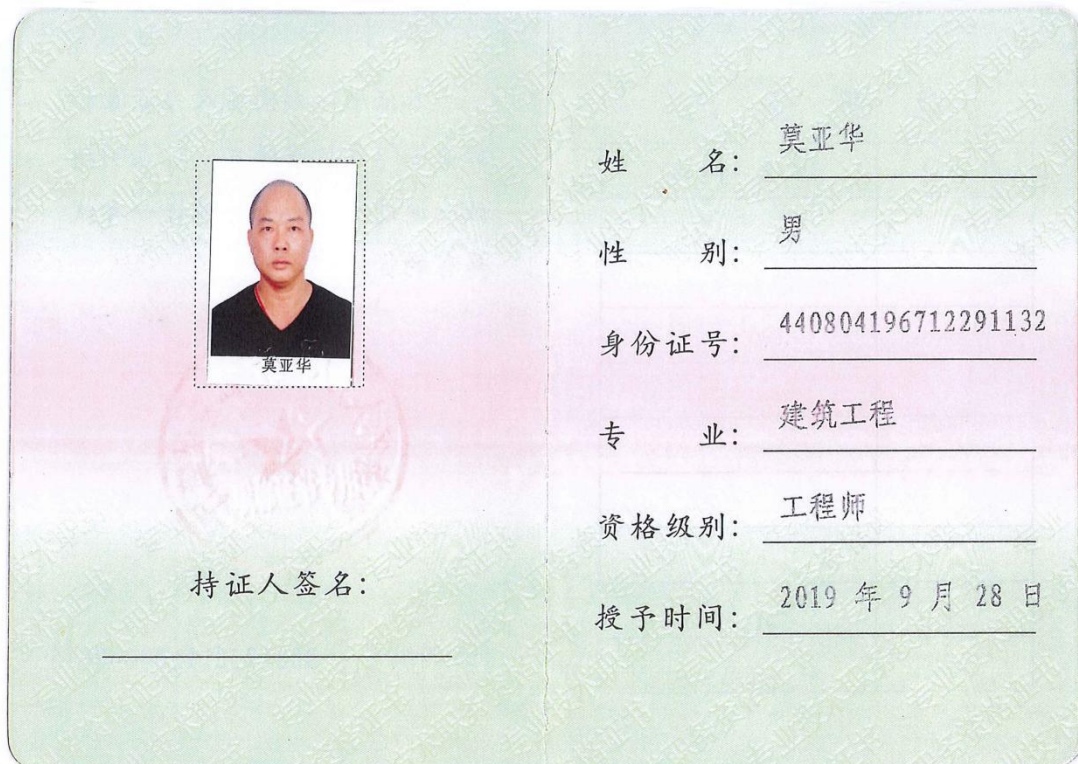 莫亚华
持证人签名:
姓 名: 莫亚华
性 别: 男
身份证号: 440804196712291132
专 业: 建筑工程
资格级别: 工程师
授予时间: 2019 年 9 月 28 日